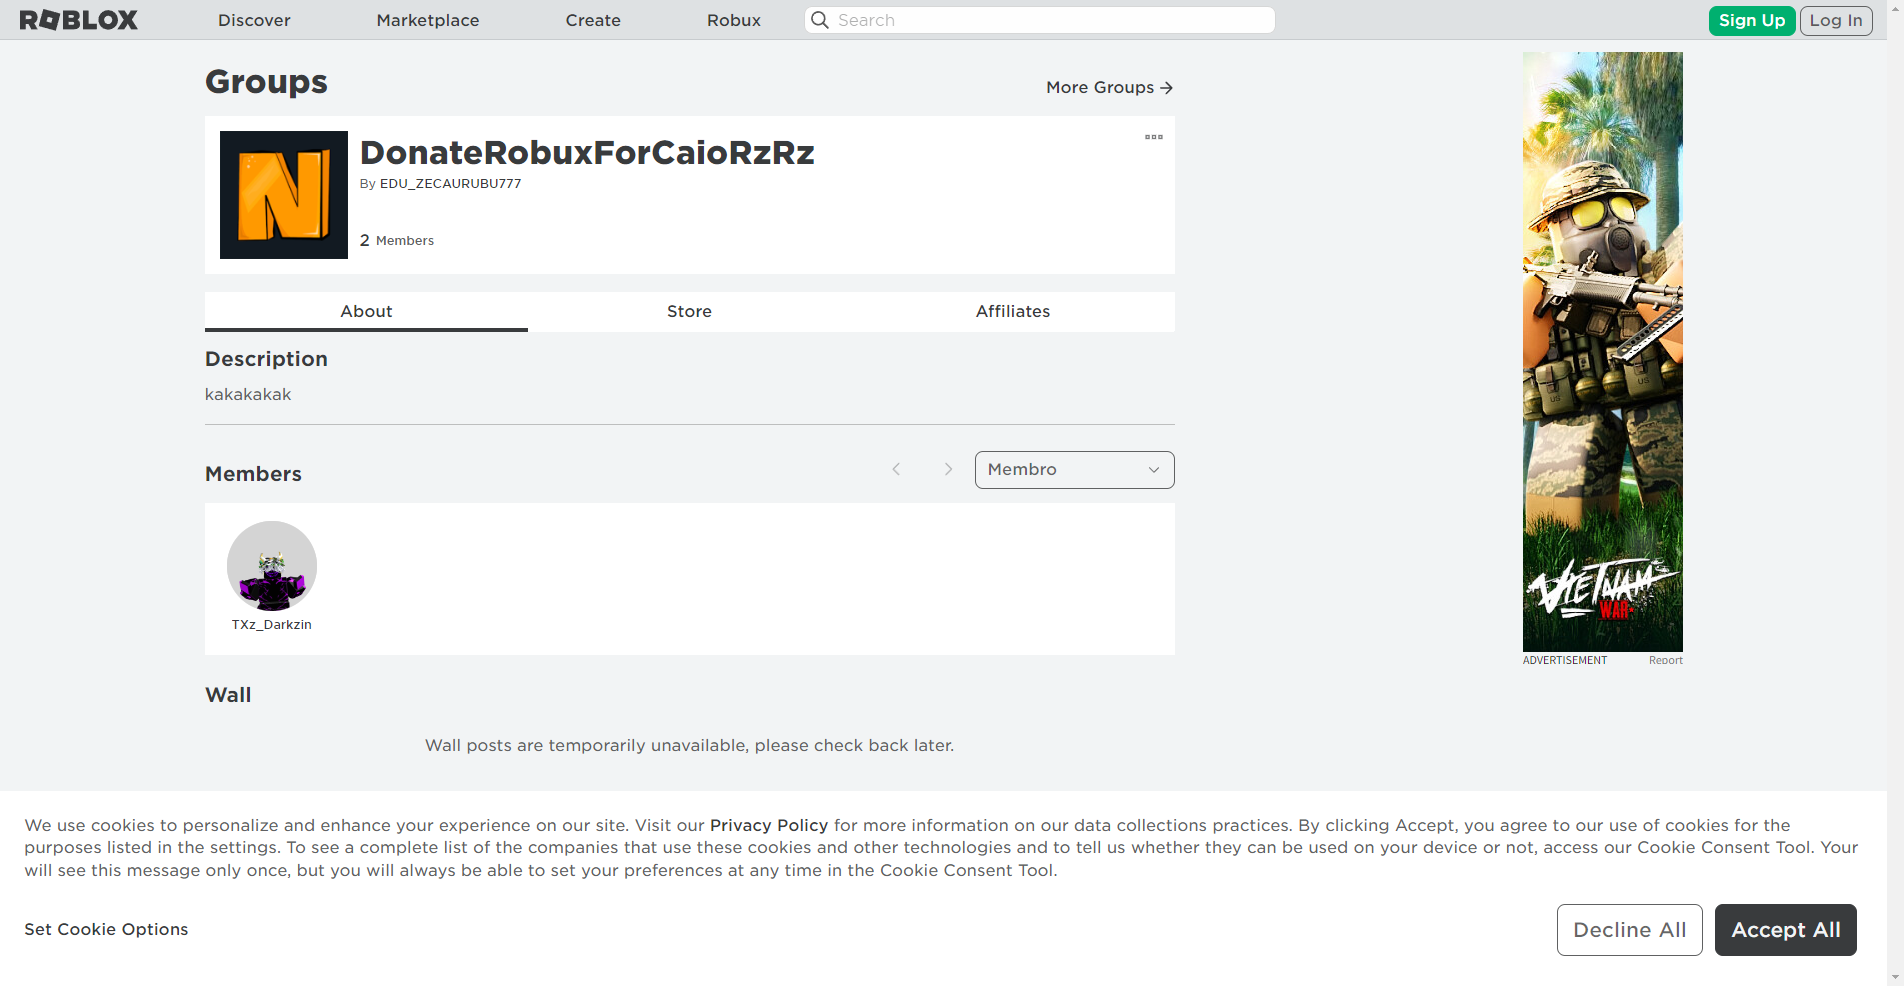 ROBLOX
Discover
Marketplace
Create
Robux
Search
Sign Up
Log In
Groups
More Groups
N
DonateRobuxForCaioRzRz
By EDU_ZECAURUBU777
2 Members
About
Store
Affiliates
Description
kakakakak
Members
Membro
TXz_Darkzin
Wall
Wall posts are temporarily unavailable, please check back later.
US
US
VIETNAM
WAR
ADVERTISEMENT
Report
We use cookies to personalize and enhance your experience on our site. Visit our Privacy Policy for more information on our data collections practices. By clicking Accept, you agree to our use of cookies for the
purposes listed in the settings. To see a complete list of the companies that use these cookies and other technologies and to tell us whether they can be used on your device or not, access our Cookie Consent Tool. Your
will see this message only once, but you will always be able to set your preferences at any time in the Cookie Consent Tool.
Set Cookie Options
Decline All
Accept All